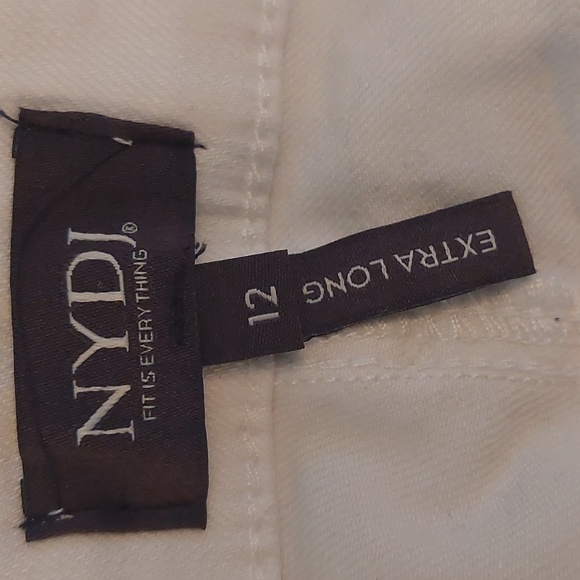 NYDJ®
FIT IS EVERYTHING
12
EXTRA LONG